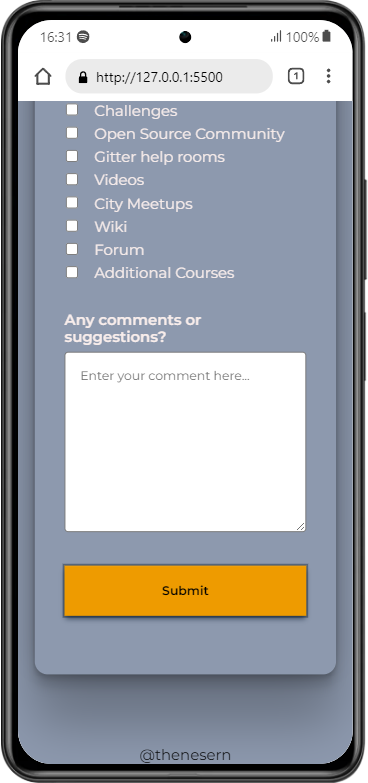 16:31
100%
http://127.0.0.1:5500
1
Challenges
Open Source Community
Gitter help rooms
Videos
City Meetups
Wiki
Forum
Additional Courses
Any comments or
suggestions?
Enter your comment here...
Submit
@thenesern